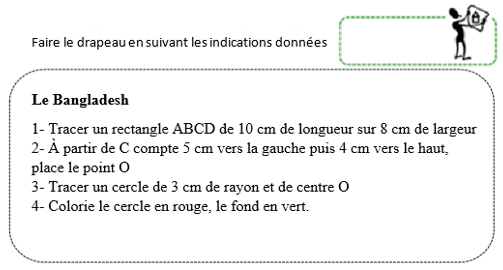 Faire le drapeau en suivant les indications données
Le Bangladesh
1- Tracer un rectangle ABCD de 10 cm de longueur sur 8 cm de largeur
2- À partir de C compte 5 cm vers la gauche puis 4 cm vers le haut,
place le point O
3- Tracer un cercle de 3 cm de rayon et de centre O
4- Colorie le cercle en rouge, le fond en vert.